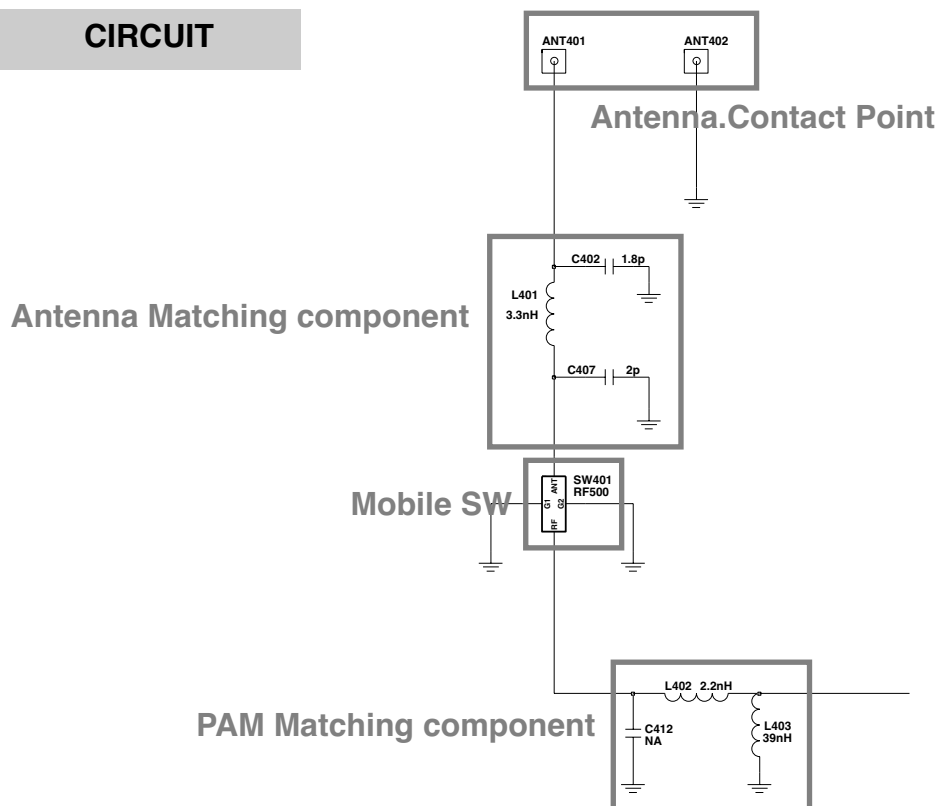 CIRCUIT
ANT401
ANT402
Antenna.Contact Point
C402 1.8p
L401
3.3nH
Antenna Matching component
C407 2p
SW401
RF500
ANT
G1
G2
RF
Mobile SW
L402 2.2nH
PAM Matching component
C412
NA
L403
39nH